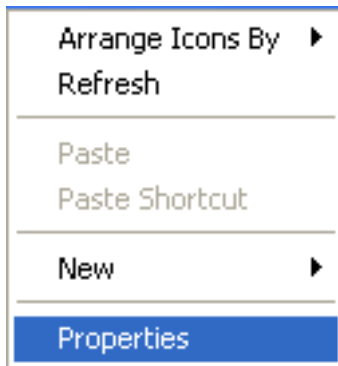 Arrange Icons By
Refresh
Paste
Paste Shortcut
New
Properties